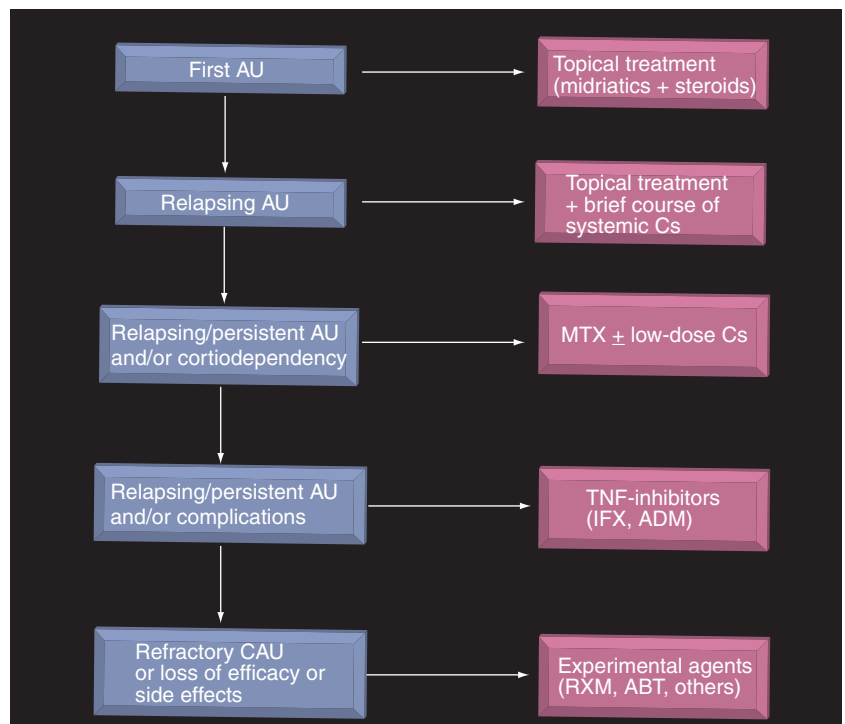 First AU
Topical treatment
(midriatics + steroids)
Relapsing AU
Topical treatment
+ brief course of
systemic Cs
Relapsing/persistent AU
and/or cortiodependency
MTX ± low-dose Cs
Relapsing/persistent AU
and/or complications
TNF-inhibitors
(IFX, ADM)
Refractory CAU
or loss of efficacy or
side effects
Experimental agents
(RXM, ABT, others)